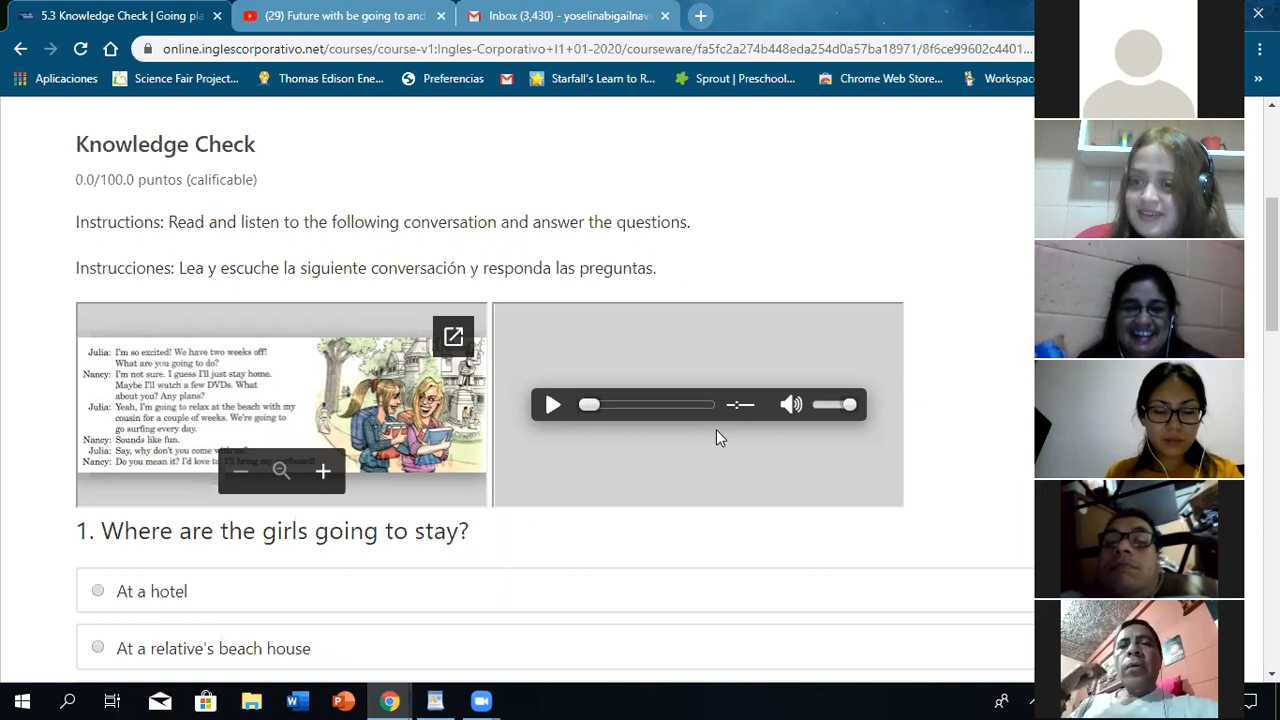 5.3 Knowledge Check | Going pla
(29) Future with be going to and
Inbox (3,430) - yoselinabigailnav
online.inglescorporativo.net/courses/course-v1:Ingles-Corporativo+I1+01-2020/courseware/fa5fc2a274b448eda254d0a57ba18971/8f6ce99602c4401...
Aplicaciones
Science Fair Project...
Thomas Edison Ene...
Preferencias
Starfall's Learn to R...
Sprout | Preschool...
Chrome Web Store...
Workspace
»
Knowledge Check
0.0/100.0 puntos (calificable)
Instructions: Read and listen to the following conversation and answer the questions.
Instrucciones: Lea y escuche la siguiente conversación y responda las preguntas.
Julia: I'm so excited! We have two weeks off!
What are you going to do?
Nancy: I'm not sure. I guess I'll just stay home.
Maybe I'll watch a few DVDs. What
about you? Any plans?
Julia: Yeah, I'm going to relax at the beach with my
cousin for a couple of weeks. We're going to
go surfing every day.
Nancy: Sounds like fun.
Julia: Say, why don't you come with us?
Nancy: Do you mean it? I'd love to! I'll bring my
-:--
1. Where are the girls going to stay?
At a hotel
At a relative's beach house